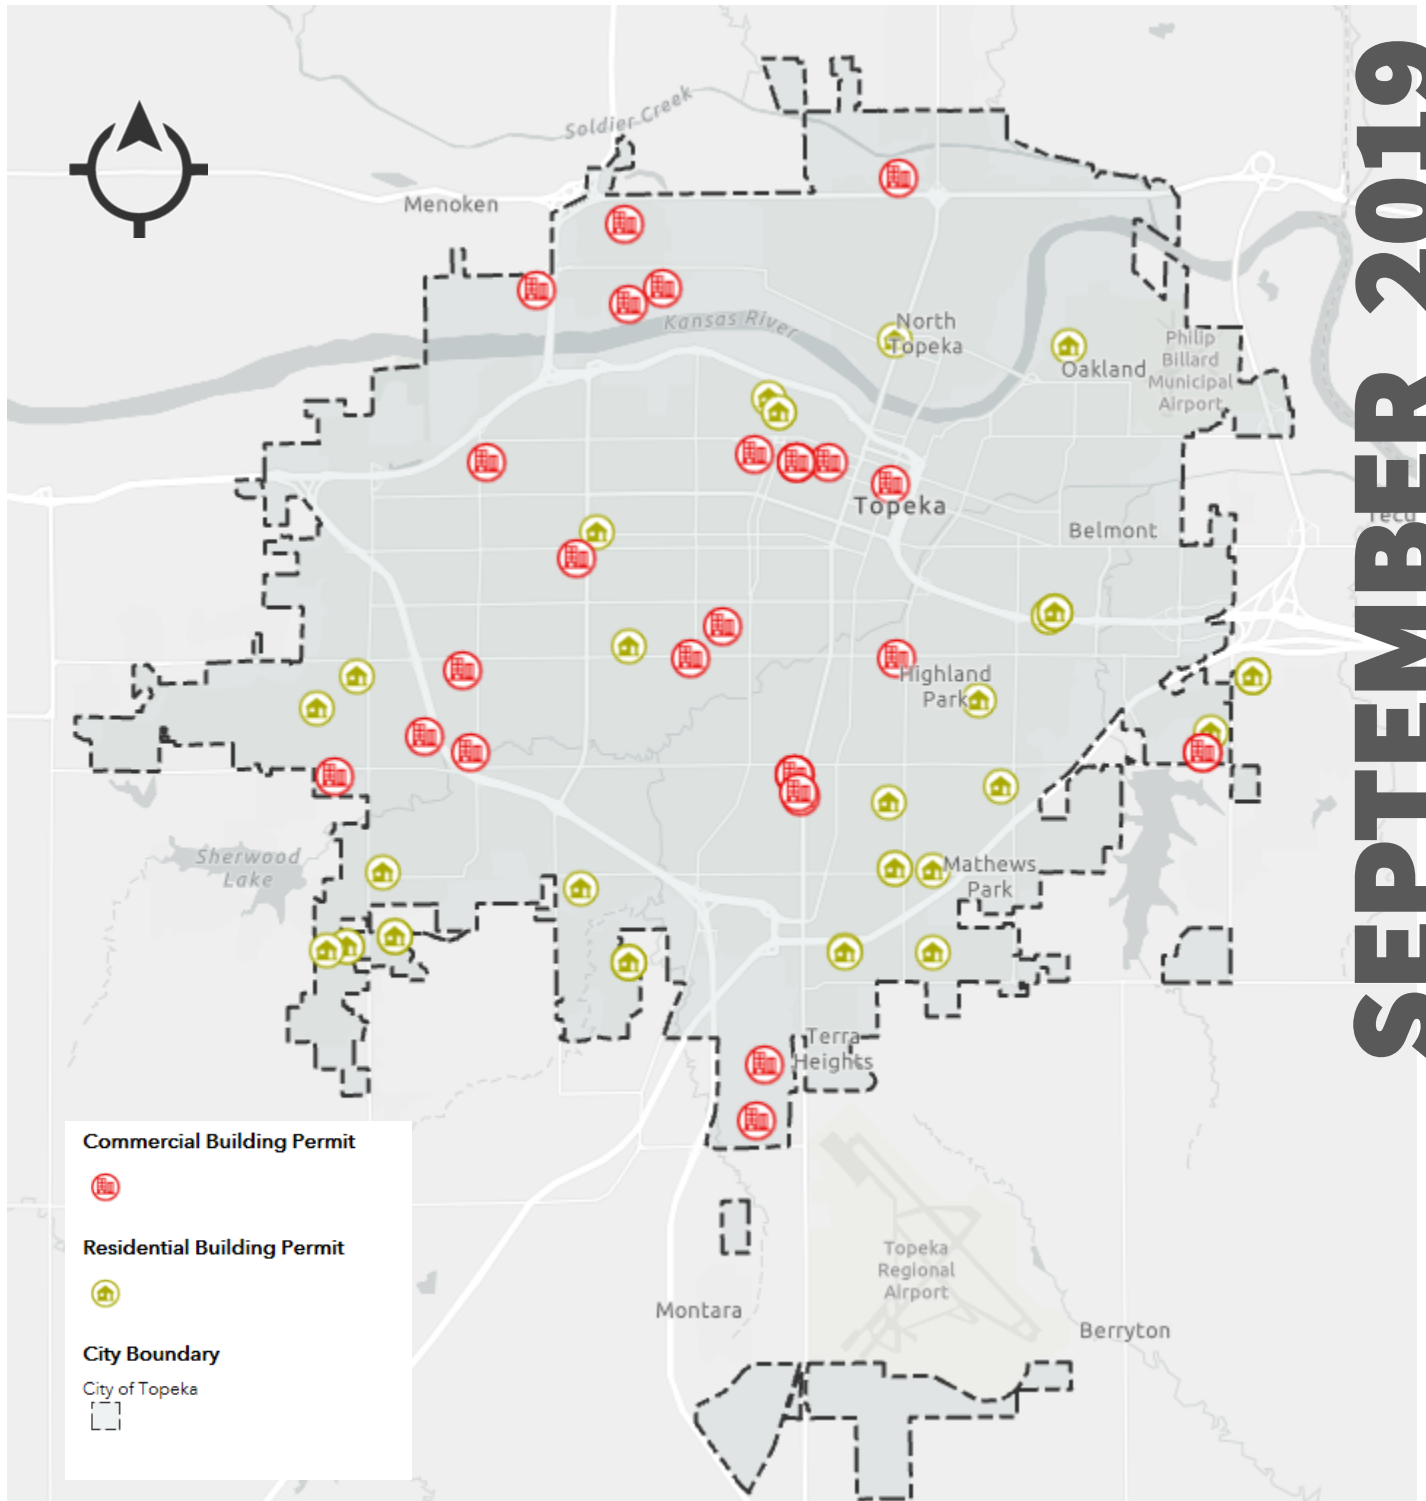 SEPTEMBER 2019
Soldier Creek
Menoken
Kansas River
North
Topeka
Oakland
Philip
Billard
Municipal
Airport
Topeka
Belmont
Tecu
Highland
Park
Sherwood
Lake
Mathews
Park
Terra
Heights
Topeka
Regional
Airport
Montara
Berryton
Commercial Building Permit
Residential Building Permit
City Boundary
City of Topeka